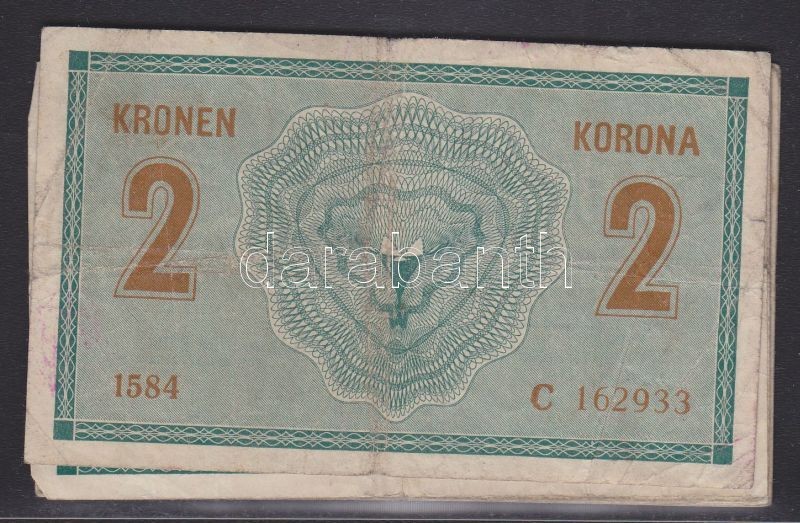 KRONEN
KORONA
2
2
darabanth
1584
C 162933